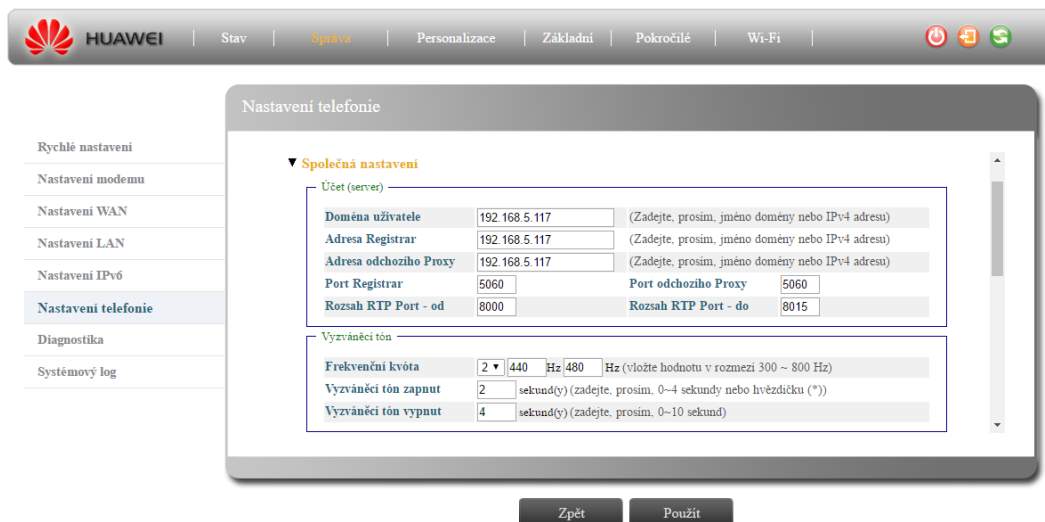 HUAWEI | Stav | Správa | Personalizace | Základní | Pokročilé | Wi-Fi |
Nastavení telefonie
Rychlé nastavení
Nastavení modemu
Nastavení WAN
Nastavení LAN
Nastavení IPv6
Nastavení telefonie
Diagnostika
Systémový log
▼ Společná nastavení
Účet (server)
Doména uživatele 192.168.5.117 (Zadejte, prosím, jméno domény nebo IPv4 adresu)
Adresa Registrar 192.168.5.117 (Zadejte, prosím, jméno domény nebo IPv4 adresu)
Adresa odchozího Proxy 192.168.5.117 (Zadejte, prosím, jméno domény nebo IPv4 adresu)
Port Registrar 5060 Port odchozího Proxy 5060
Rozsah RTP Port - od 8000 Rozsah RTP Port - do 8015
Vyzváněcí tón
Frekvenční kvóta 2 440 Hz 480 Hz (vložte hodnotu v rozmezí 300 ~ 800 Hz)
Vyzváněcí tón zapnut 2 sekund(y) (zadejte, prosím, 0~4 sekundy nebo hvězdičku (*))
Vyzváněcí tón vypnut 4 sekund(y) (zadejte, prosím, 0~10 sekund)
Zpět Použít